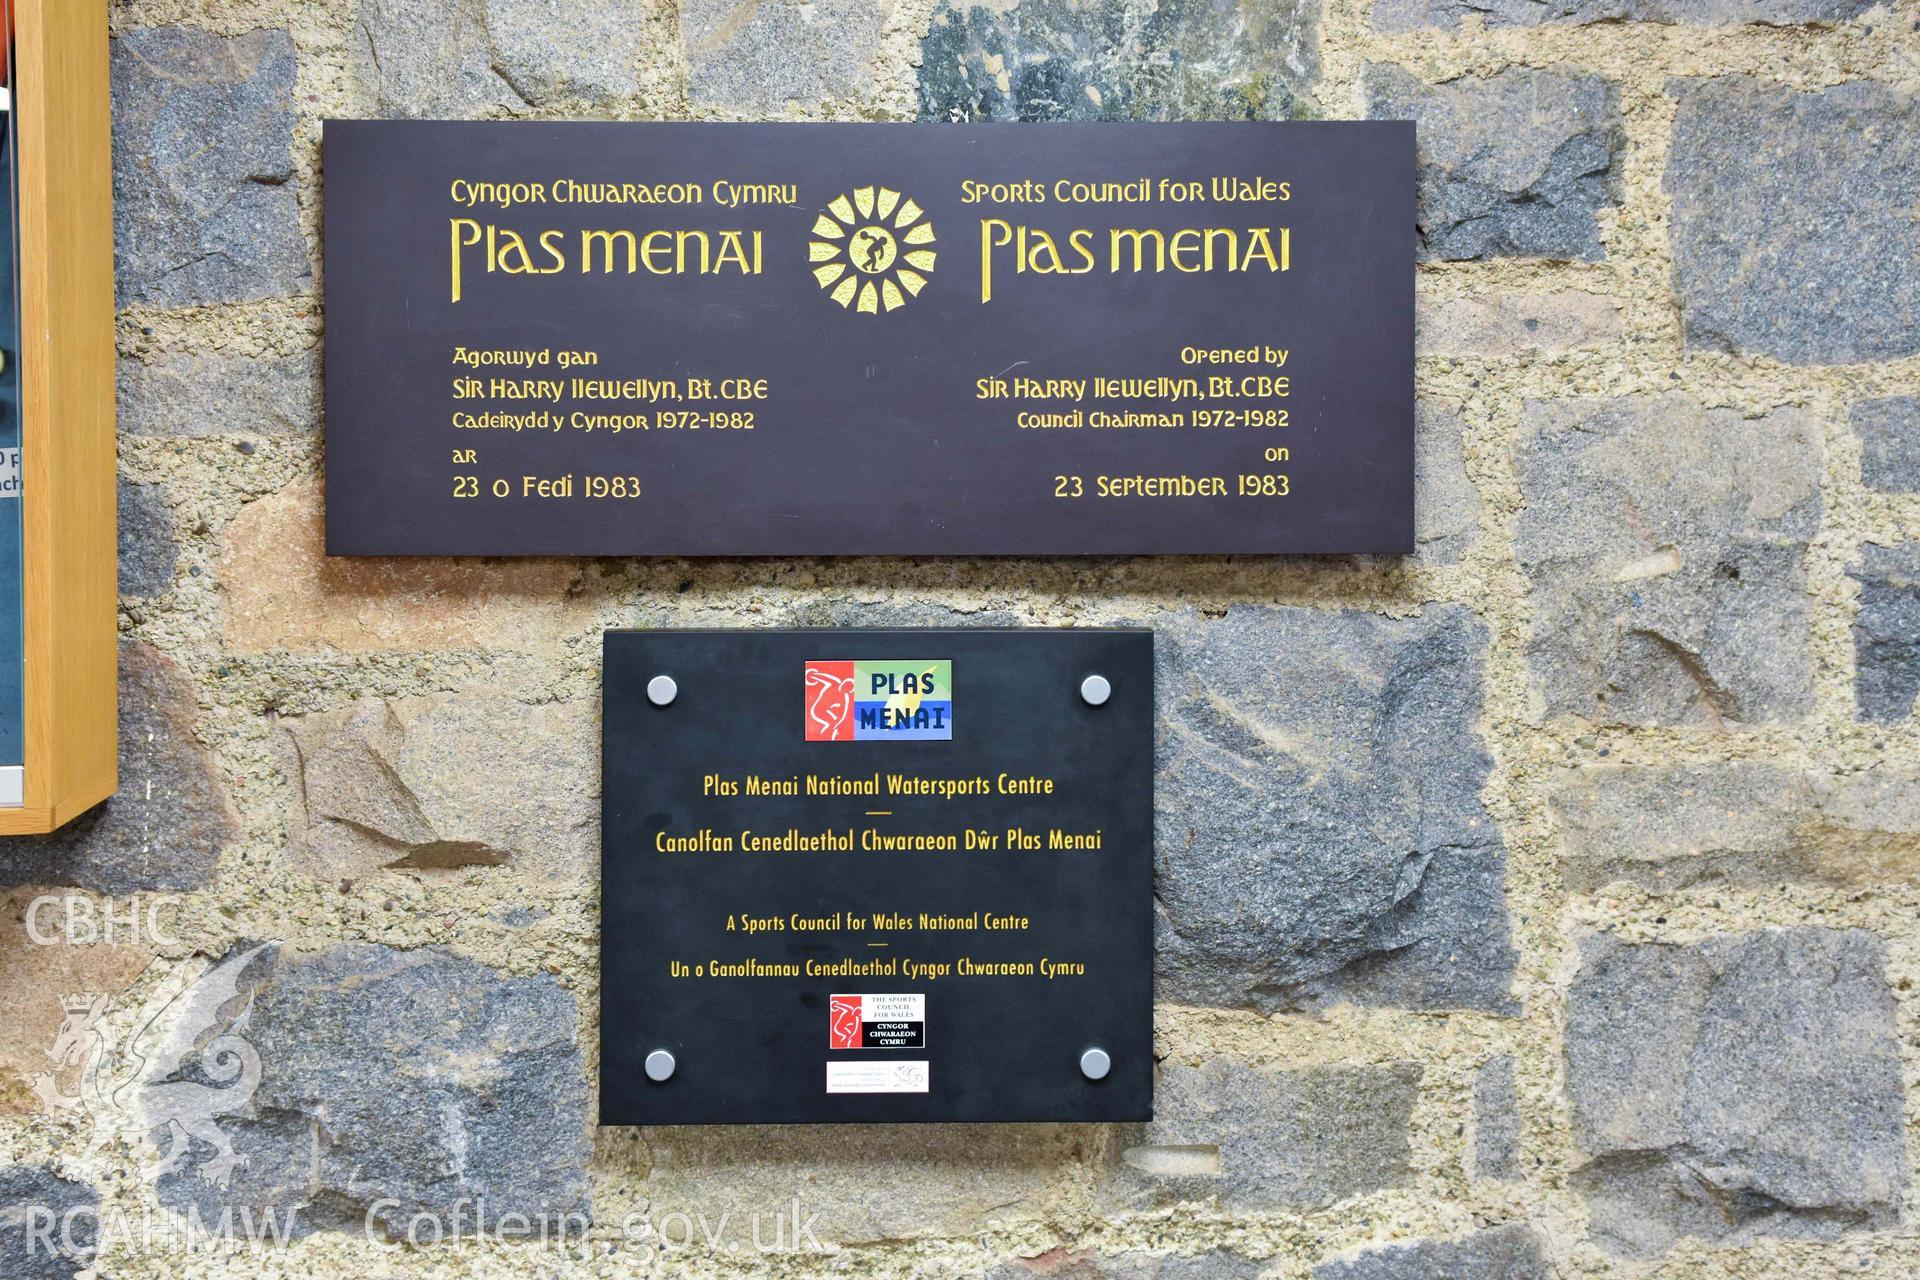 Cyngor Chwaraeon Cymru
Plas Menai
Agorwyd gan
Sir Harry Llewellyn, Bt. CBE
Cadeirydd y Cyngor 1972-1982
ar
23 o Fedi 1983
Sports Council for Wales
Plas Menai
Opened by
Sir Harry Llewellyn, Bt. CBE
Council Chairman 1972-1982
on
23 September 1983
PLAS
MENAI
Plas Menai National Watersports Centre
Canolfan Cenedlaethol Chwaraeon Dŵr Plas Menai
A Sports Council for Wales National Centre
Un o Ganolfannau Cenedlaethol Cyngor Chwaraeon Cymru
THE SPORTS
COUNCIL
FOR WALES
CYNGOR
CHWARAEON
CYMRU
CBHC
RCAHMW
Coflein.gov.uk